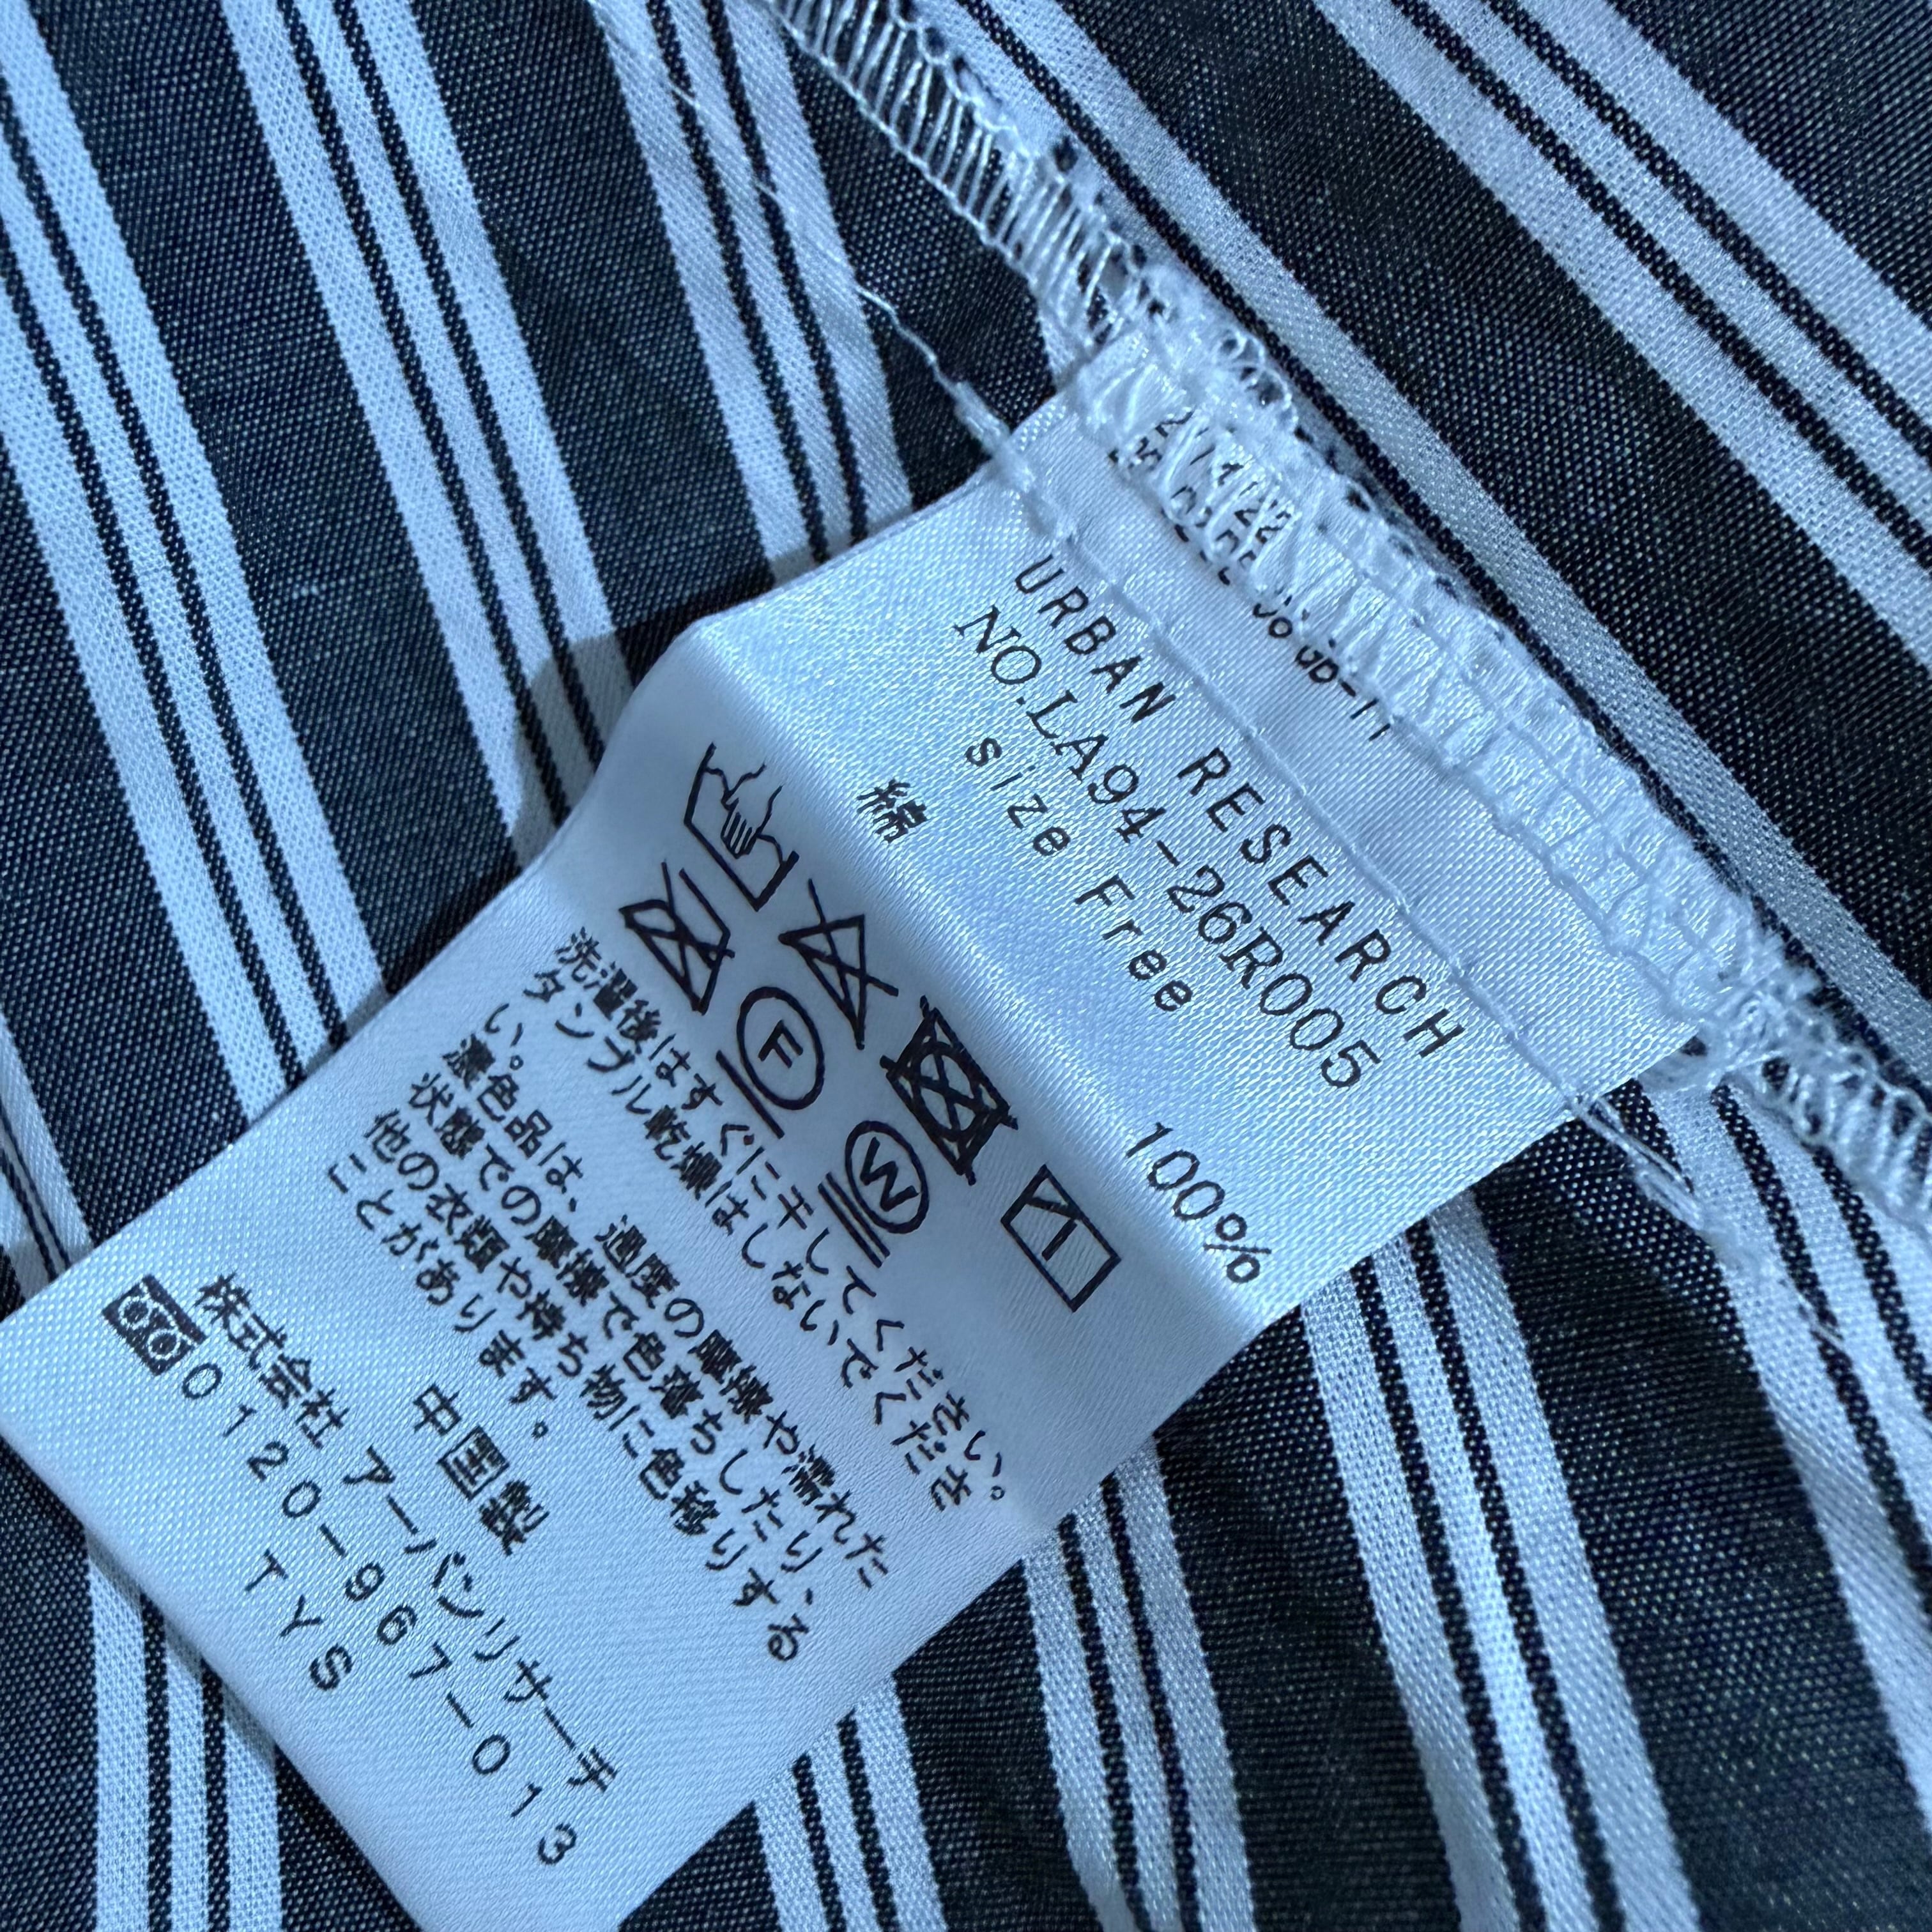 URBAN RESEARCH
NO.LA94-26R005
size Free
綿 100%
F
W
洗濯後はすぐに干してください。
タンブル乾燥はしないでくださ
い。
濃色品は、過度の摩擦や濡れた
状態での摩擦で色落ちしたり、
他の衣類や持ち物に色移りする
ことがあります。
中国製
株式会社 アーバンリサーチ
0120-967-013
TYS